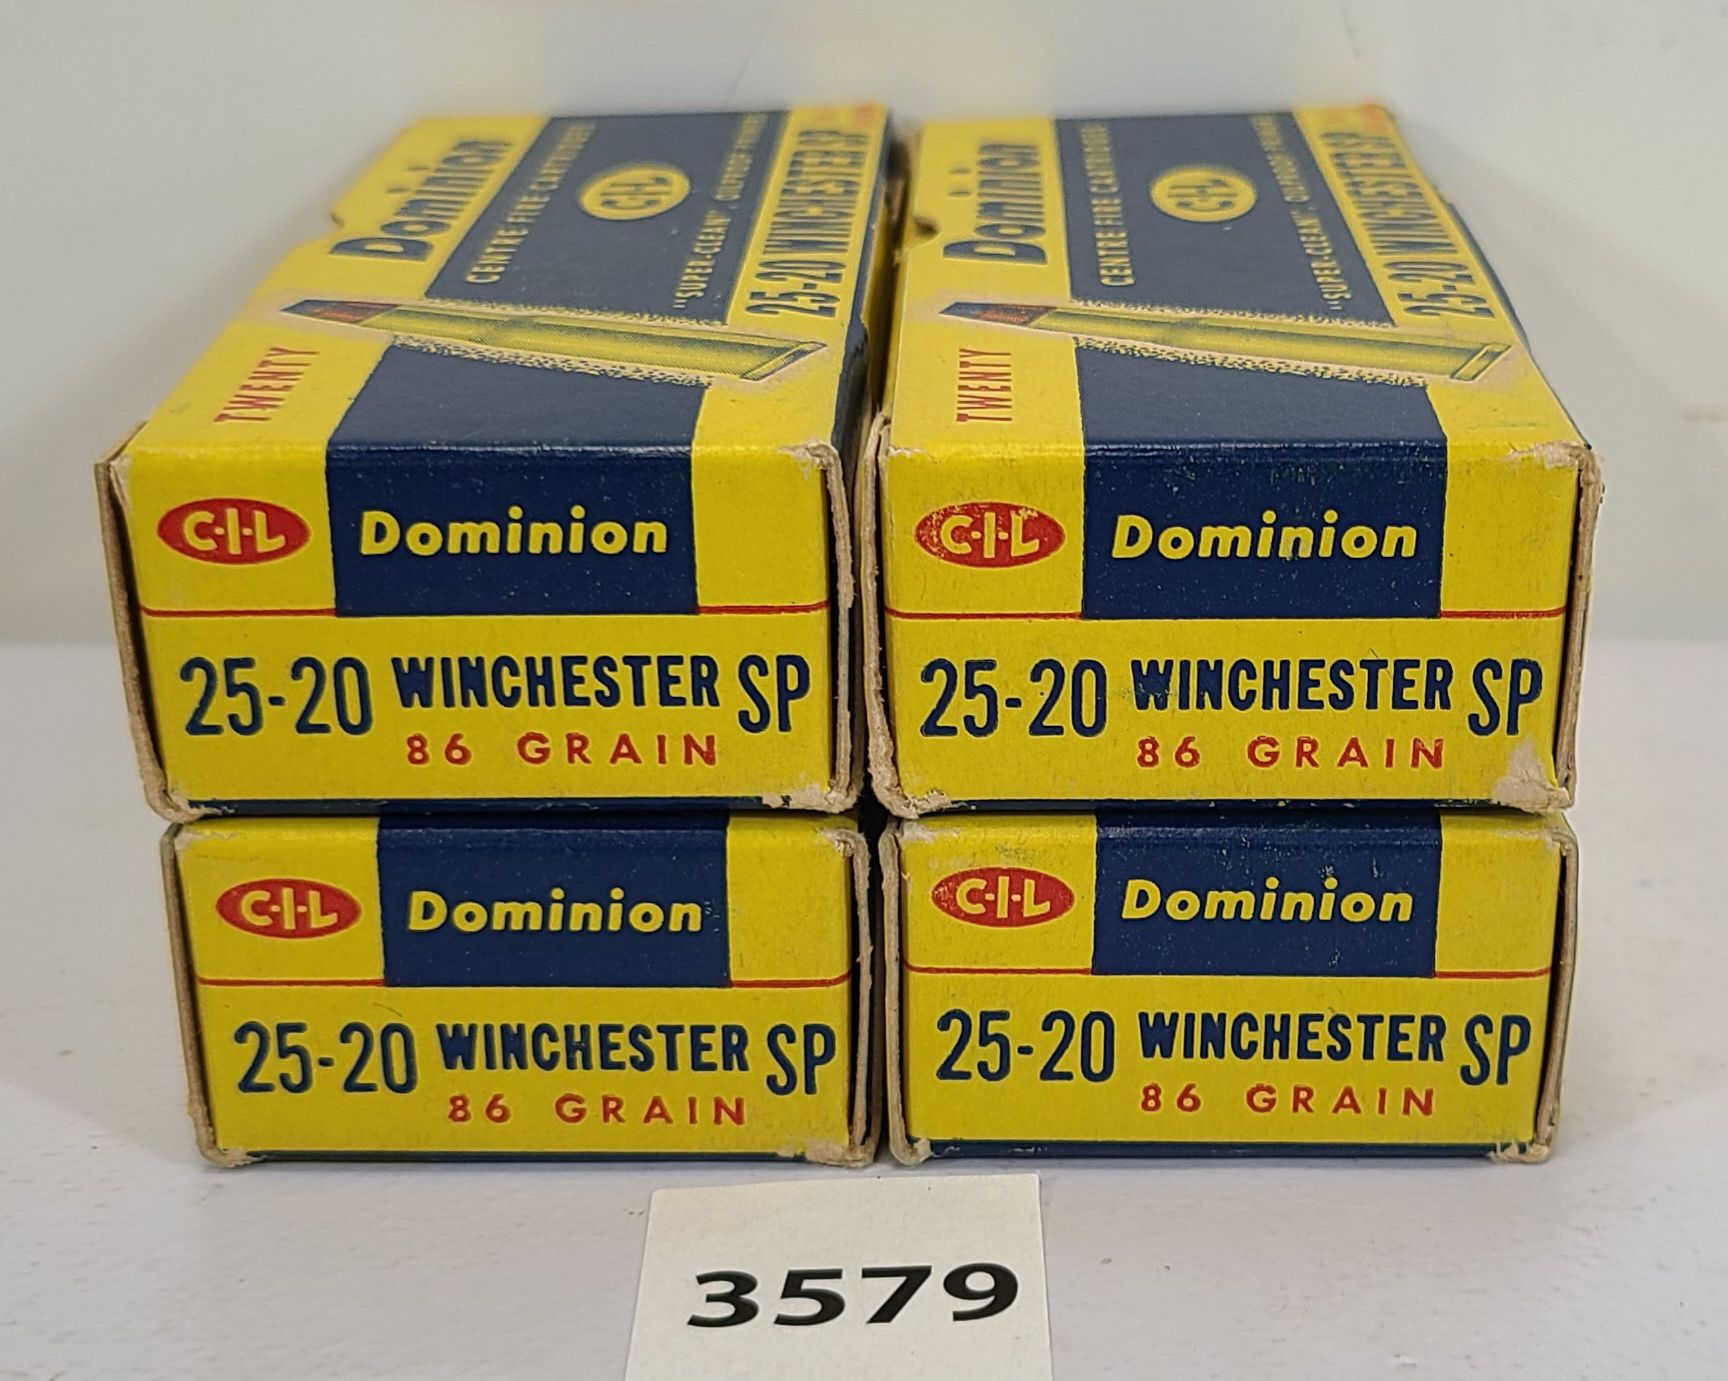 Dominion
CENTRE FIRE CARTRIDGES
C-I-L
"SUPER-CLEAN"
25-20 WINCHESTER SP
TWENTY
C-I-L Dominion
25-20 WINCHESTER SP
86 GRAIN
Dominion
CENTRE FIRE CARTRIDGES
C-I-L
"SUPER-CLEAN"
25-20 WINCHESTER SP
TWENTY
C-I-L Dominion
25-20 WINCHESTER SP
86 GRAIN
C-I-L Dominion
25-20 WINCHESTER SP
86 GRAIN
C-I-L Dominion
25-20 WINCHESTER SP
86 GRAIN
3579